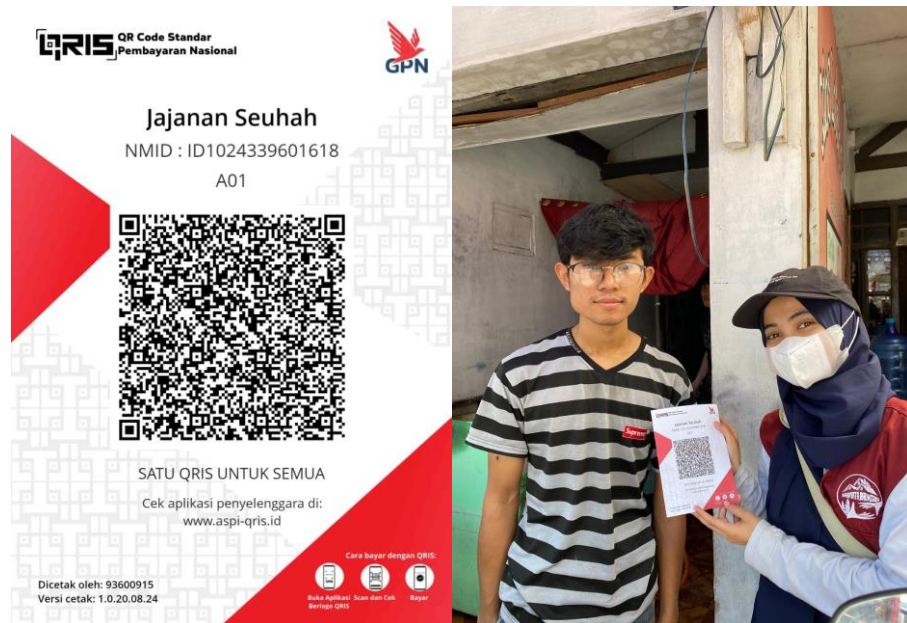 QRIS QR Code Standar
Pembayaran Nasional
GPN
Jajanan Seuhah
NMID : ID1024339601618
A01
SATU QRIS UNTUK SEMUA
Cek aplikasi penyelenggara di:
www.aspi-qris.id
Cara bayar dengan QRIS:
Buka Aplikasi
Berlogo QRIS
Scan dan Cek
Bayar
Dicetak oleh: 93600915
Versi cetak: 1.0.20.08.24
Supreme
Jajanan Seuhah